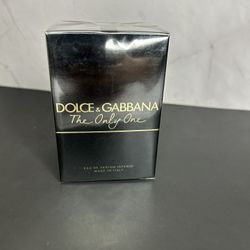 DOLCE & GABBANA
The Only One
EAU DE PARFUM INTENSE
MADE IN ITALY